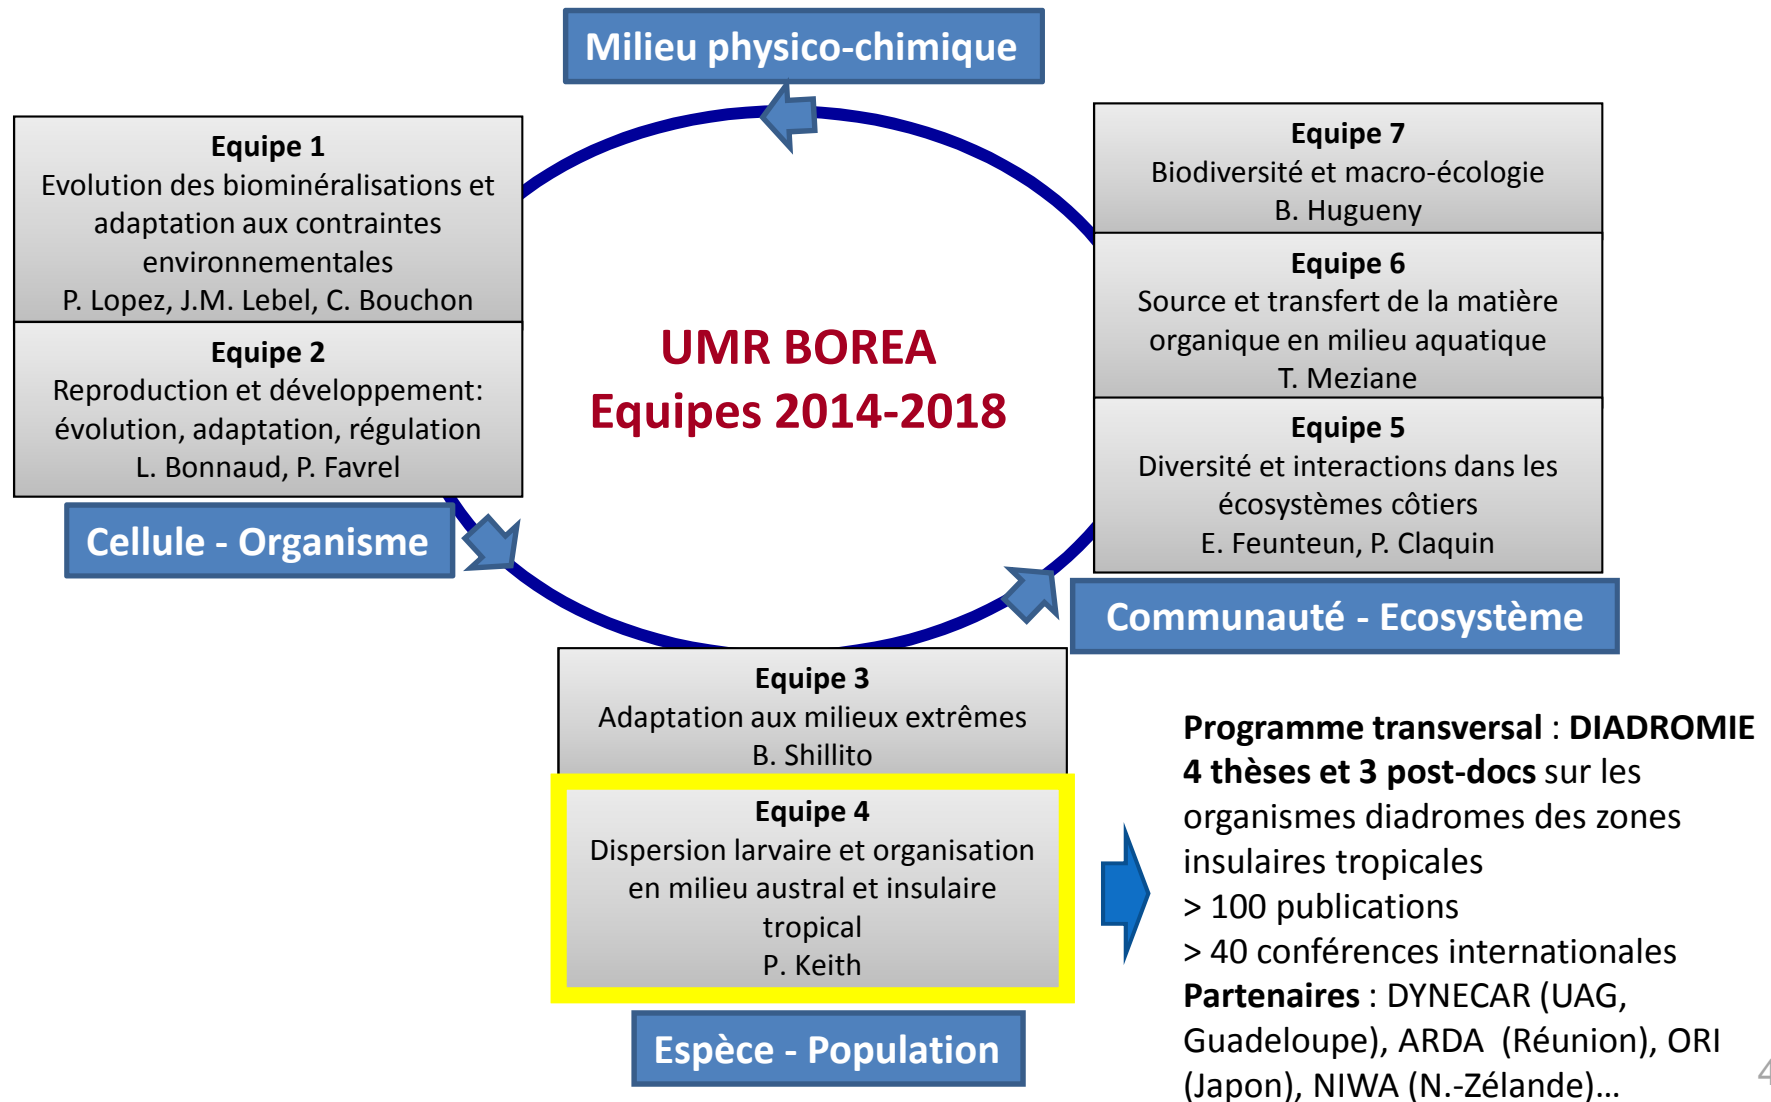 Milieu physico-chimique
Equipe 1
Evolution des biominéralisations et
adaptation aux contraintes
environnementales
P. Lopez, J.M. Lebel, C. Bouchon
Equipe 2
Reproduction et développement:
évolution, adaptation, régulation
L. Bonnaud, P. Favrel
Cellule - Organisme
UMR BOREA
Equipes 2014-2018
Equipe 7
Biodiversité et macro-écologie
B. Hugueny
Equipe 6
Source et transfert de la matière
organique en milieu aquatique
T. Meziane
Equipe 5
Diversité et interactions dans les
écosystèmes côtiers
E. Feunteun, P. Claquin
Communauté - Ecosystème
Equipe 3
Adaptation aux milieux extrêmes
B. Shillito
Equipe 4
Dispersion larvaire et organisation
en milieu austral et insulaire
tropical
P. Keith
Espèce - Population
Programme transversal : DIADROMIE
4 thèses et 3 post-docs sur les
organismes diadromes des zones
insulaires tropicales
> 100 publications
> 40 conférences internationales
Partenaires : DYNECAR (UAG,
Guadeloupe), ARDA (Réunion), ORI
(Japon), NIWA (N.-Zélande)...
4